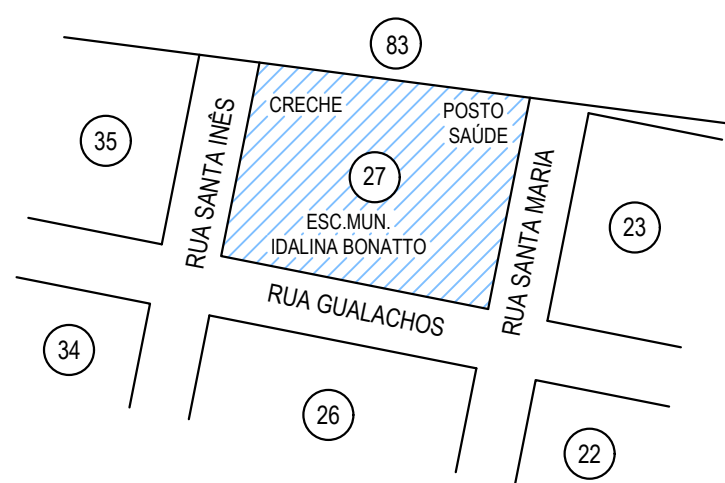 83
CRECHE
POSTO
SAÚDE
35
RUA SANTA INÊS
27
ESC.MUN.
IDALINA BONATTO
RUA SANTA MARIA
23
RUA GUALACHOS
34
26
22